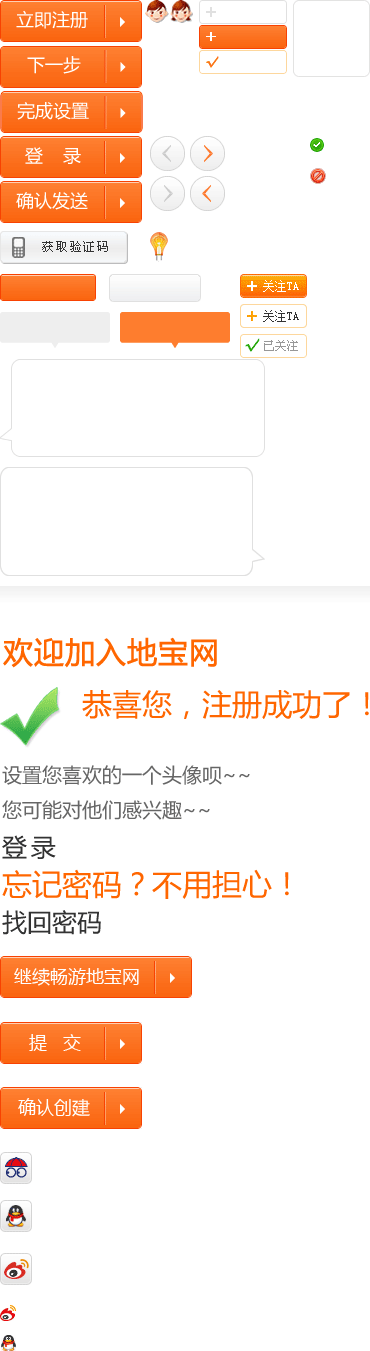 立即注册
下一步
完成设置
登 录
确认发送
获取验证码
关注TA
关注TA
已关注
欢迎加入地宝网
恭喜您，注册成功了！
设置您喜欢的一个头像呗~~
您可能对他们感兴趣~~
登录
忘记密码？不用担心！
找回密码
继续畅游地宝网
提 交
确认创建